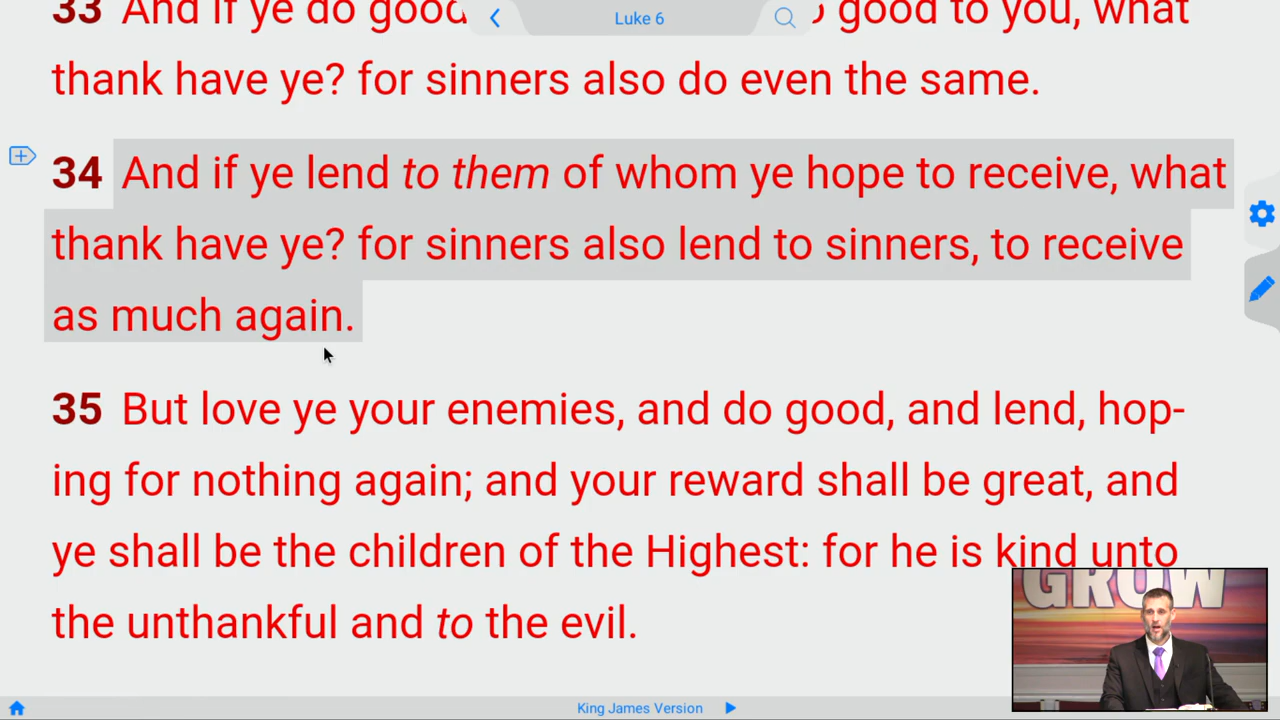 33 And if ye do good good to you, what
Luke 6
thank have ye? for sinners also do even the same.
34 And if ye lend to them of whom ye hope to receive, what
thank have ye? for sinners also lend to sinners, to receive
as much again.
35 But love ye your enemies, and do good, and lend, hop-
ing for nothing again; and your reward shall be great, and
ye shall be the children of the Highest: for he is kind unto
the unthankful and to the evil.
GROW
King James Version